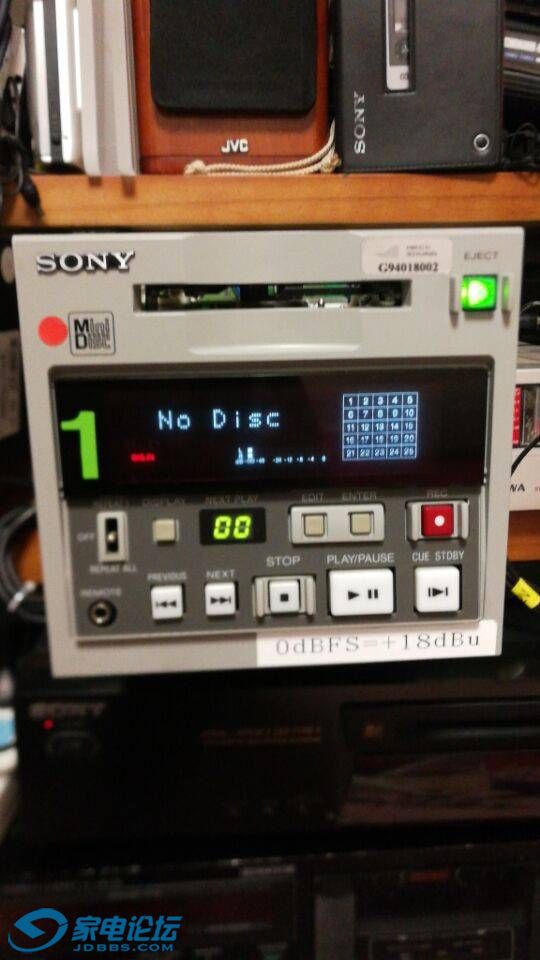 JVC
SONY
SONY
G94018002
EJECT
Mini Disc
1
No Disc
1 2 3 4 5
6 7 8 9 10
11 12 13 14 15
16 17 18 19 20
21 22 23 24 25
DISPLAY
NEXT PLAY
EDIT
ENTER
REC
OFF
00
REPEAT ALL
REMOTE
PREVIOUS
NEXT
STOP
PLAY/PAUSE
CUE STDBY
0dBFS=+18dBu
SONY
家电论坛
JDBBS.COM